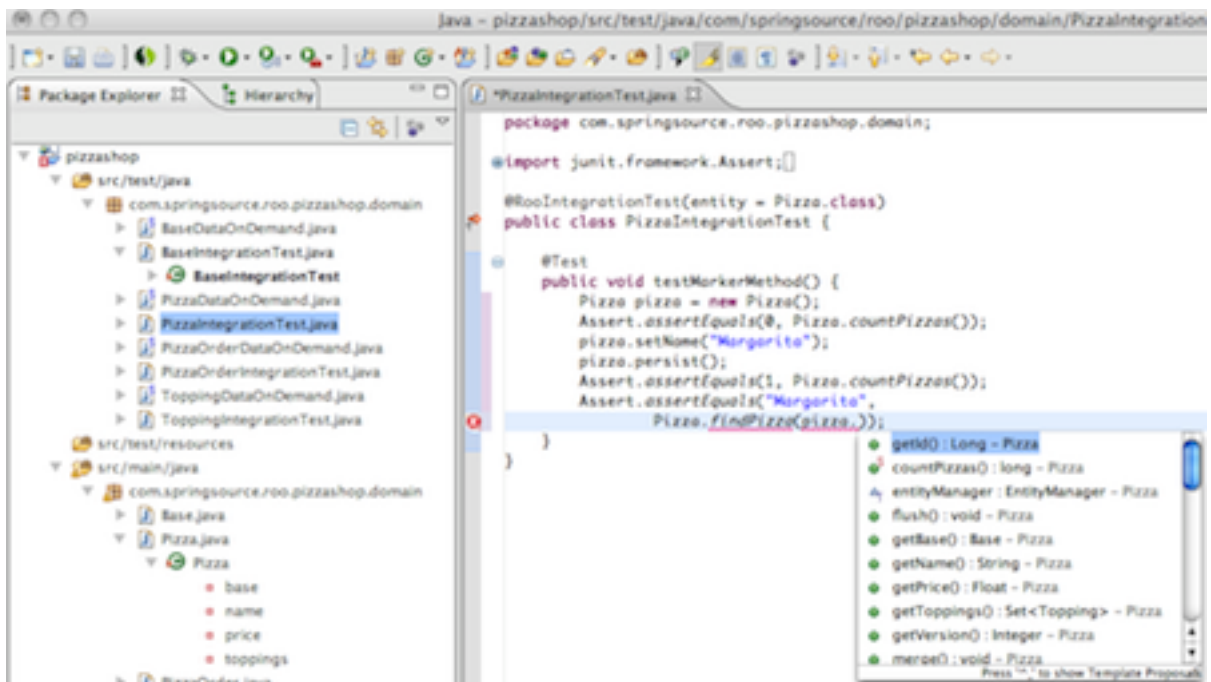 Java - pizzashop/src/test/java/com/springsource/roo/pizzashop/domain/PizzaIntegration
Package Explorer
Hierarchy
pizzashop
src/test/java
com.springsource.roo.pizzashop.domain
BaseDataOnDemand.java
BaseIntegrationTest.java
BaseIntegrationTest
PizzaDataOnDemand.java
PizzaIntegrationTest.java
PizzaOrderDataOnDemand.java
PizzaOrderIntegrationTest.java
ToppingDataOnDemand.java
ToppingIntegrationTest.java
src/test/resources
src/main/java
com.springsource.roo.pizzashop.domain
Base.java
Pizza.java
Pizza
base
name
price
toppings
PizzaOrder.java
*PizzaIntegrationTest.java
package com.springsource.roo.pizzashop.domain;
import junit.framework.Assert;
@RooIntegrationTest(entity = Pizza.class)
public class PizzaIntegrationTest {
@Test
public void testMarkerMethod() {
Pizza pizza = new Pizza();
Assert.assertEquals(0, Pizza.countPizzas());
pizza.setName("Margarita");
pizza.persist();
Assert.assertEquals(1, Pizza.countPizzas());
Assert.assertEquals("Margarita",
Pizza.findPizza(pizza.));
}
}
getId() : Long - Pizza
countPizzas() : long - Pizza
entityManager : EntityManager - Pizza
flush() : void - Pizza
getBase() : Base - Pizza
getName() : String - Pizza
getPrice() : Float - Pizza
getToppings() : Set<Topping> - Pizza
getVersion() : Integer - Pizza
merge() : void - Pizza
Press '^␣' to show Template Proposals